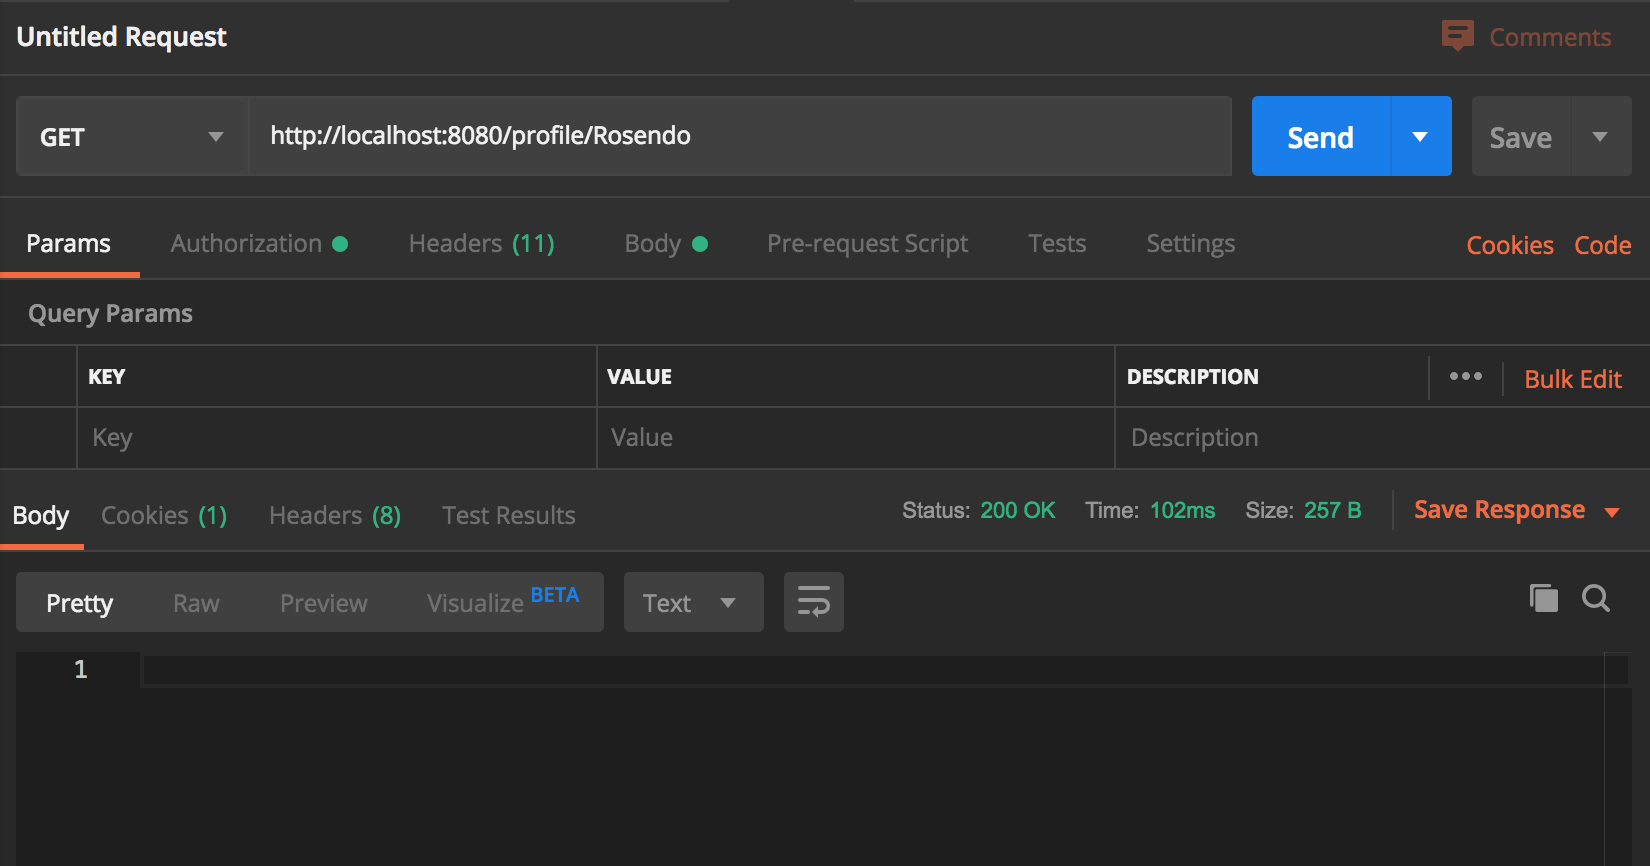 Untitled Request
Comments
GET http://localhost:8080/profile/Rosendo Send Save
Params Authorization Headers (11) Body Pre-request Script Tests Settings Cookies Code
Query Params
KEY VALUE DESCRIPTION ••• Bulk Edit
Key Value Description
Body Cookies (1) Headers (8) Test Results Status: 200 OK Time: 102ms Size: 257 B Save Response
Pretty Raw Preview Visualize BETA Text
1